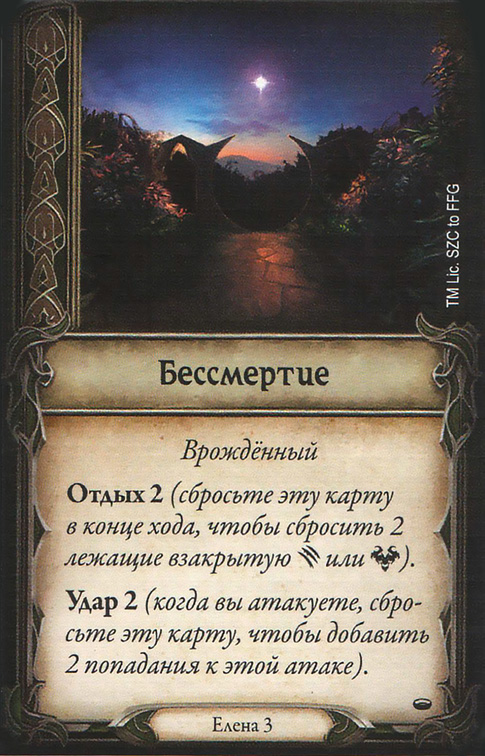 TM Lic. SZC to FFG
Бессмертие
Врождённый
Отдых 2 (сбросьте эту карту
в конце хода, чтобы сбросить 2
лежащие взакрытую или ).
Удар 2 (когда вы атакуете, сбро-
сьте эту карту, чтобы добавить
2 попадания к этой атаке).
Елена 3